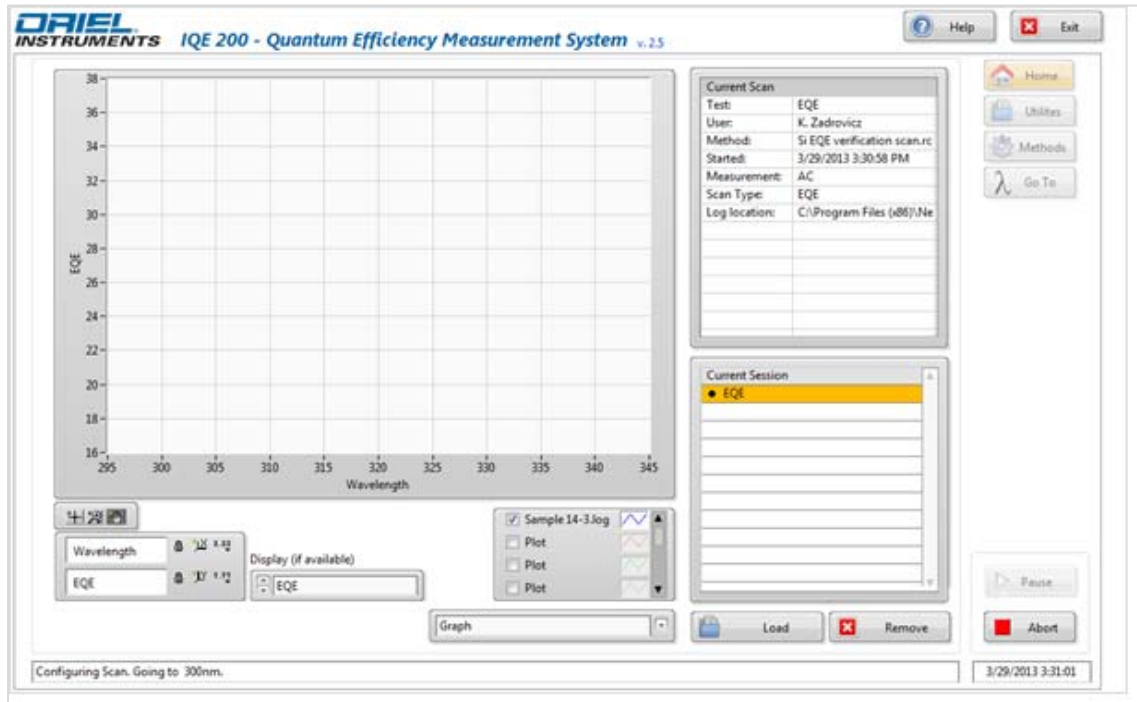 ORIEL
INSTRUMENTS IQE 200 - Quantum Efficiency Measurement System v. 2.5
Help
Exit
Home
Utilites
Methods
λ Go To
38
36
34
32
30
28
26
24
22
20
18
16
EQE
295 300 305 310 315 320 325 330 335 340 345
Wavelength
Current Scan
Test: EQE
User: K. Zadrovicz
Method: Si EQE verification scan.rc
Started: 3/29/2013 3:30:58 PM
Measurement: AC
Scan Type: EQE
Log location: C:\Program Files (x86)\Ne
Current Session
EQE
Wavelength
EQE
Display (if available)
EQE
Sample 14-3.log
Plot
Plot
Plot
Graph
Load
Remove
Pause
Abort
Configuring Scan. Going to 300nm.
3/29/2013 3:31:01